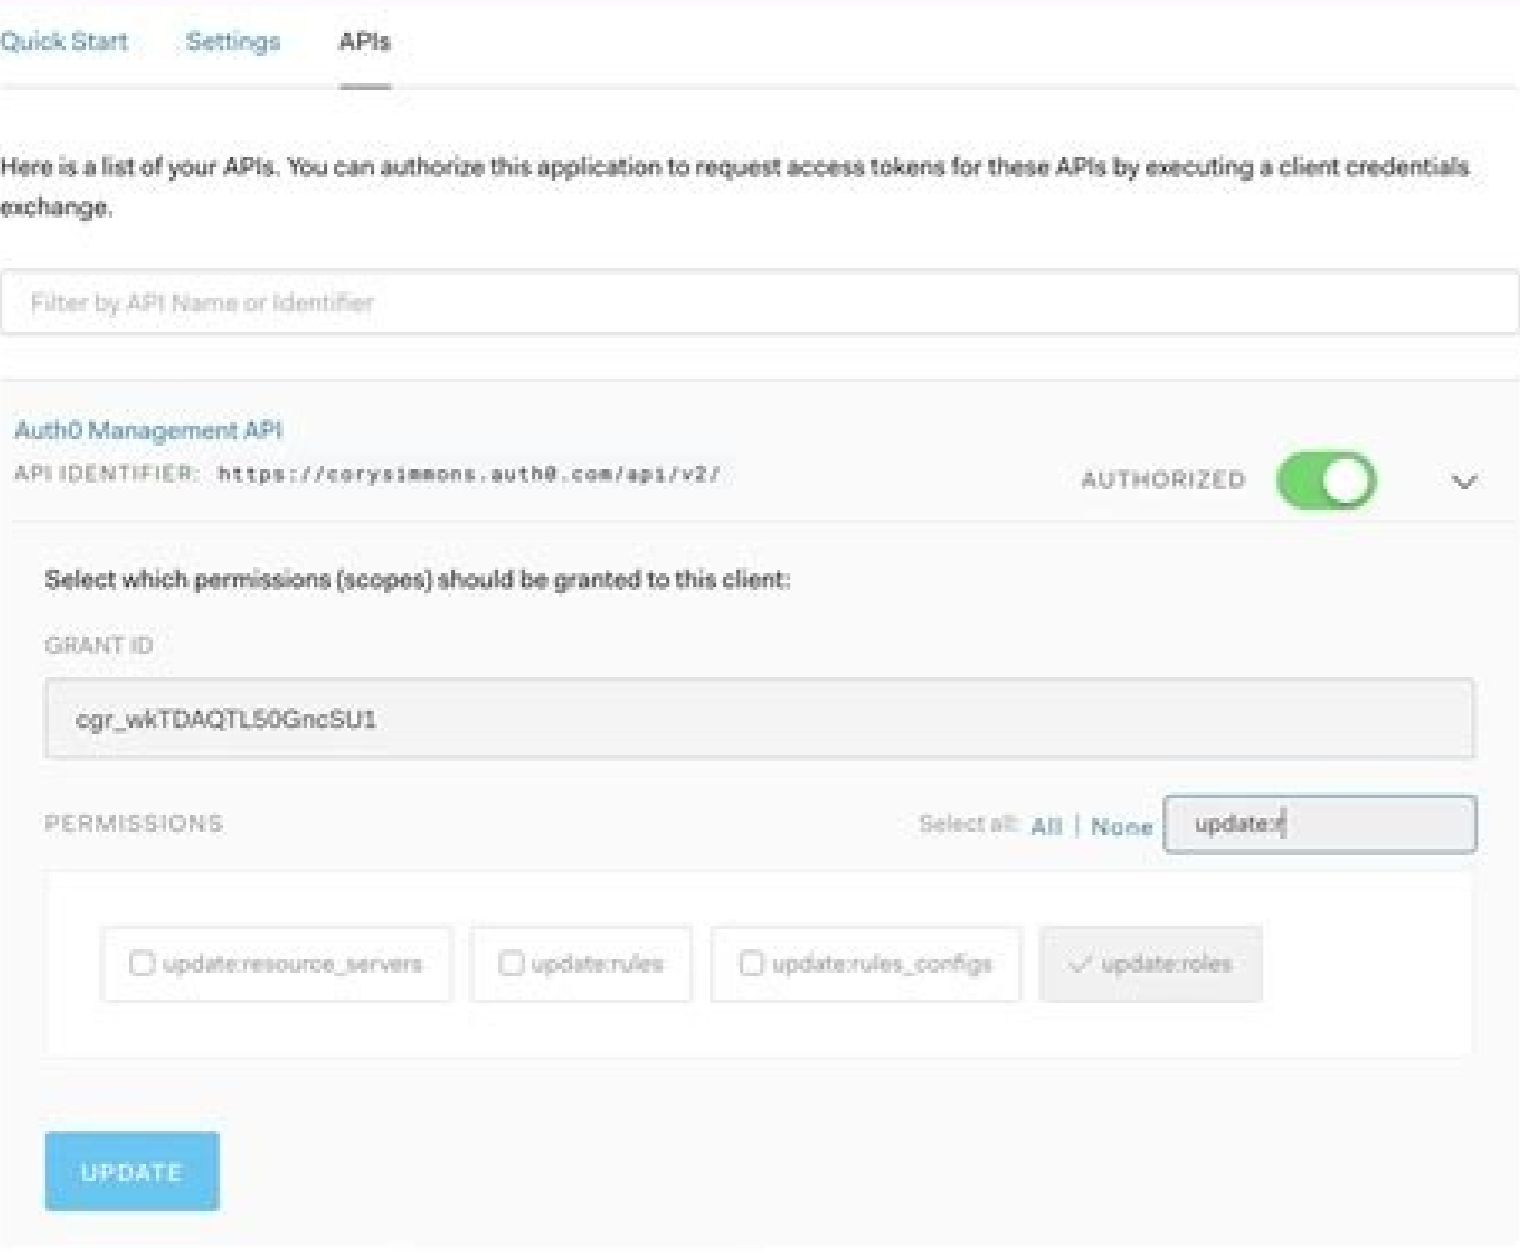 Quick Start Settings APIs
Here is a list of your APIs. You can authorize this application to request access tokens for these APIs by executing a client credentials
exchange.
Filter by API Name or Identifier
Auth0 Management API
API IDENTIFIER: https://corysimmons.auth0.com/api/v2/
AUTHORIZED
Select which permissions (scopes) should be granted to this client:
GRANT ID
cgr_wkTDAQTL50GncSU1
PERMISSIONS Select all: All | None update:r
update:resource_servers update:rules update:rules_configs update:roles
UPDATE